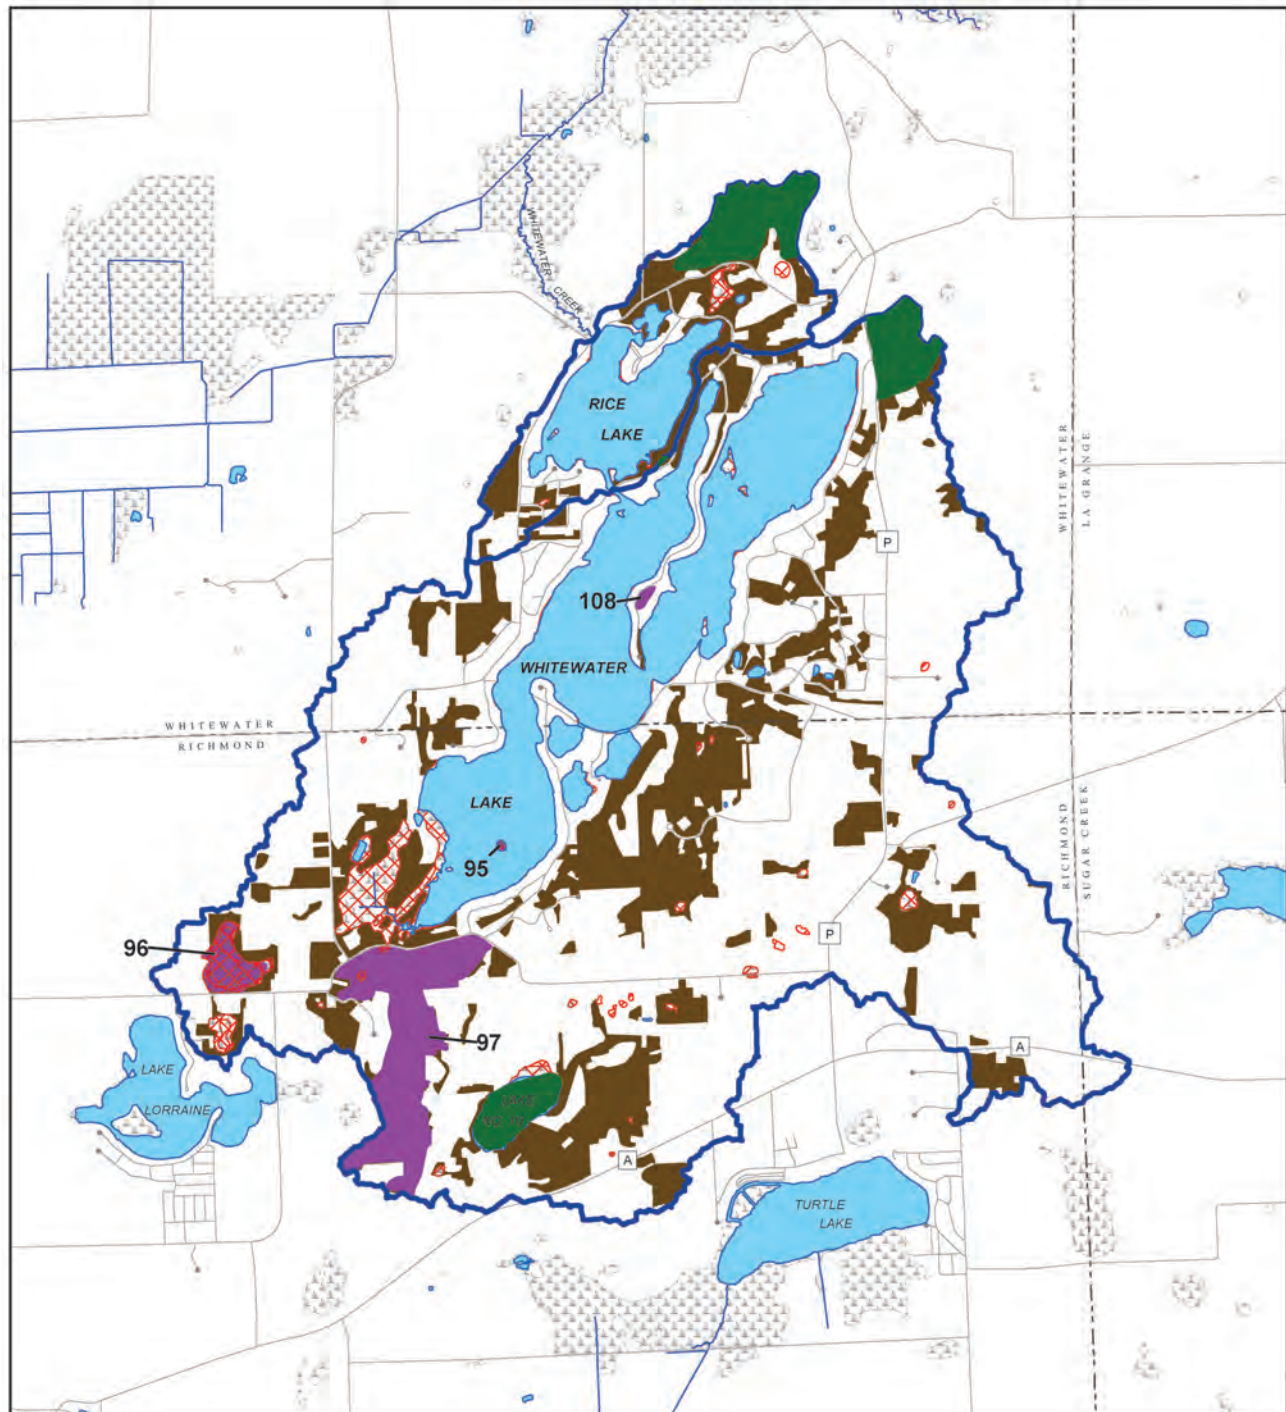 WHITEWATER
CREEK
RICE
LAKE
WHITEWATER
LA GRANGE
P
108
WHITEWATER
WHITEWATER
RICHMOND
LAKE
RICHMOND
SUGAR CREEK
95
96
P
97
A
LAKE
LORRAINE
LAKE
A
TURTLE
LAKE